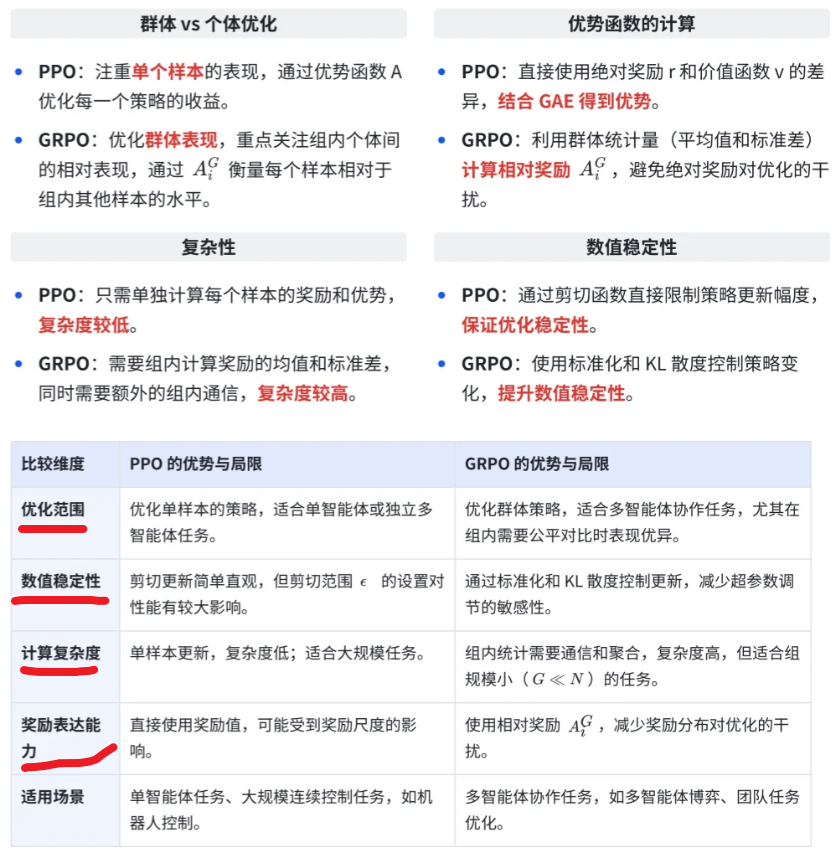 群体 vs 个体优化
PPO：注重单个样本的表现，通过优势函数 A
优化每一个策略的收益。
GRPO：优化群体表现，重点关注组内个体间
的相对表现，通过 A_i^G 衡量每个样本相对于
组内其他样本的水平。
优势函数的计算
PPO：直接使用绝对奖励 r 和价值函数 v 的差
异，结合 GAE 得到优势。
GRPO：利用群体统计量（平均值和标准差）
计算相对奖励 A_i^G，避免绝对奖励对优化的干
扰。
复杂性
PPO：只需单独计算每个样本的奖励和优势，
复杂度较低。
GRPO：需要组内计算奖励的均值和标准差，
同时需要额外的组内通信，复杂度较高。
数值稳定性
PPO：通过剪切函数直接限制策略更新幅度，
保证优化稳定性。
GRPO：使用标准化和 KL 散度控制策略变
化，提升数值稳定性。
比较维度
PPO 的优势与局限
GRPO 的优势与局限
优化范围
优化单样本的策略，适合单智能体或独立多
智能体任务。
优化群体策略，适合多智能体协作任务，尤其在
组内需要公平对比时表现优异。
数值稳定性
剪切更新简单直观，但剪切范围 ϵ 的设置对
性能有较大影响。
通过标准化和 KL 散度控制更新，减少超参数调
节的敏感性。
计算复杂度
单样本更新，复杂度低；适合大规模任务。
组内统计需要通信和聚合，复杂度高，但适合组
规模小（G ≪ N）的任务。
奖励表达能
力
直接使用奖励值，可能受到奖励尺度的影
响。
使用相对奖励 A_i^G，减少奖励分布对优化的干
扰。
适用场景
单智能体任务、大规模连续控制任务，如机
器人控制。
多智能体协作任务，如多智能体博弈、团队任务
优化。